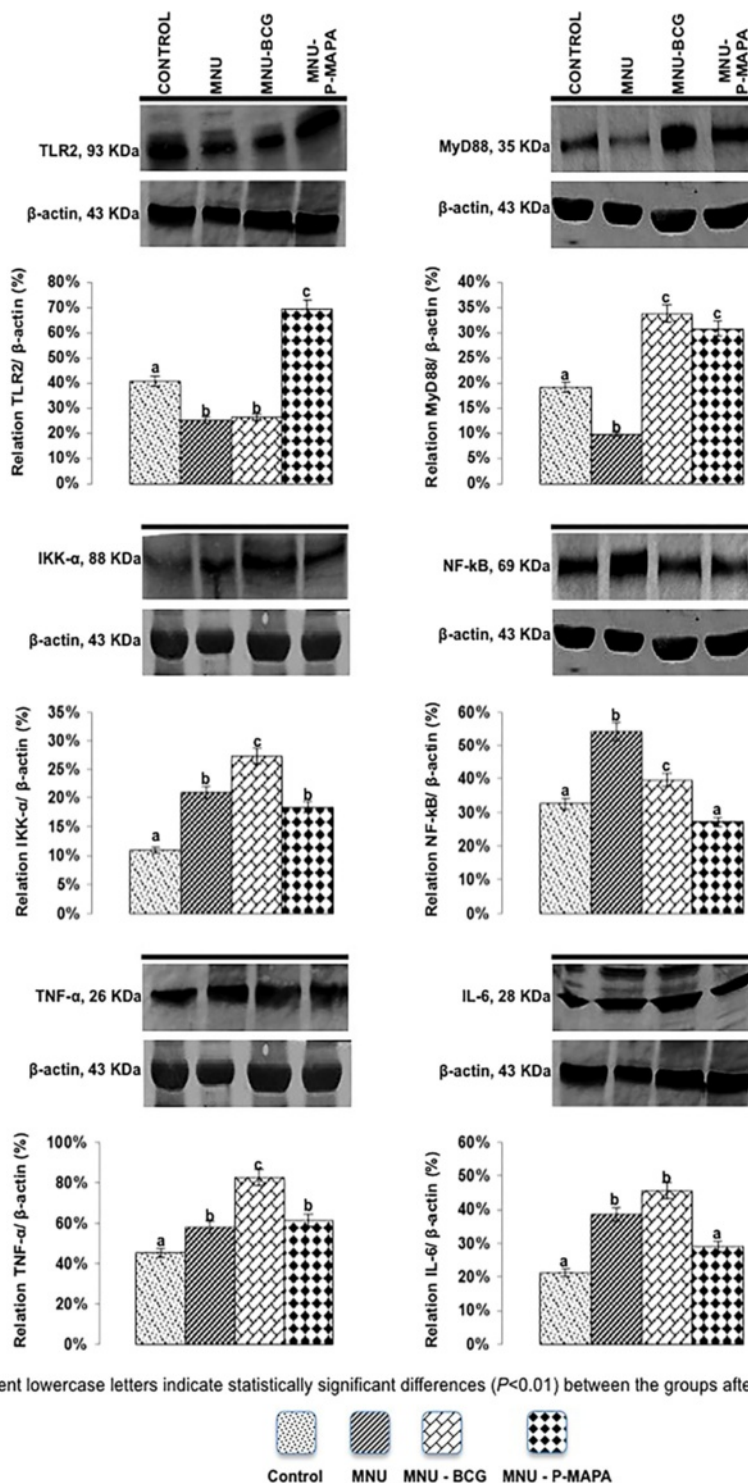 CONTROL
MNU
MNU-BCG
MNU-
P-MAPA
TLR2, 93 KDa
β-actin, 43 KDa
Relation TLR2/ β-actin (%)
80%
70%
60%
50%
40%
30%
20%
10%
0%
a
b
b
c
CONTROL
MNU
MNU-BCG
MNU-
P-MAPA
MyD88, 35 KDa
β-actin, 43 KDa
Relation MyD88/ β-actin (%)
40%
35%
30%
25%
20%
15%
10%
5%
0%
a
b
c
c
IKK-α, 88 KDa
β-actin, 43 KDa
Relation IKK-α/ β-actin (%)
35%
30%
25%
20%
15%
10%
5%
0%
a
b
c
b
NF-kB, 69 KDa
β-actin, 43 KDa
Relation NF-kB/ β-actin (%)
60%
50%
40%
30%
20%
10%
0%
a
b
c
a
TNF-α, 26 KDa
β-actin, 43 KDa
Relation TNF-α/ β-actin (%)
100%
80%
60%
40%
20%
0%
a
b
c
b
IL-6, 28 KDa
β-actin, 43 KDa
Relation IL-6/ β-actin (%)
60%
50%
40%
30%
20%
10%
0%
a
b
b
a
ent lowercase letters indicate statistically significant differences (P<0.01) between the groups afte
Control
MNU
MNU - BCG
MNU - P-MAPA